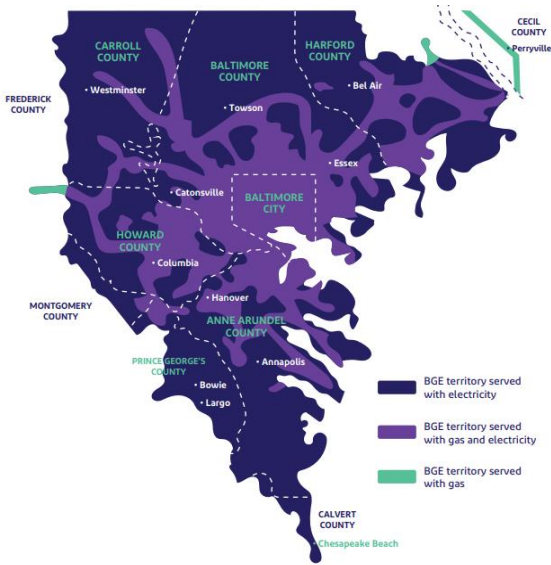 CECIL
COUNTY
• Perryville
CARROLL
COUNTY
HARFORD
COUNTY
BALTIMORE
COUNTY
• Westminster
• Bel Air
FREDERICK
COUNTY
• Towson
• Essex
• Catonsville
BALTIMORE
CITY
HOWARD
COUNTY
• Columbia
MONTGOMERY
COUNTY
• Hanover
ANNE ARUNDEL
COUNTY
PRINCE GEORGE'S
COUNTY
• Annapolis
• Bowie
• Largo
BGE territory served
with electricity
BGE territory served
with gas and electricity
BGE territory served
with gas
CALVERT
COUNTY
• Chesapeake Beach